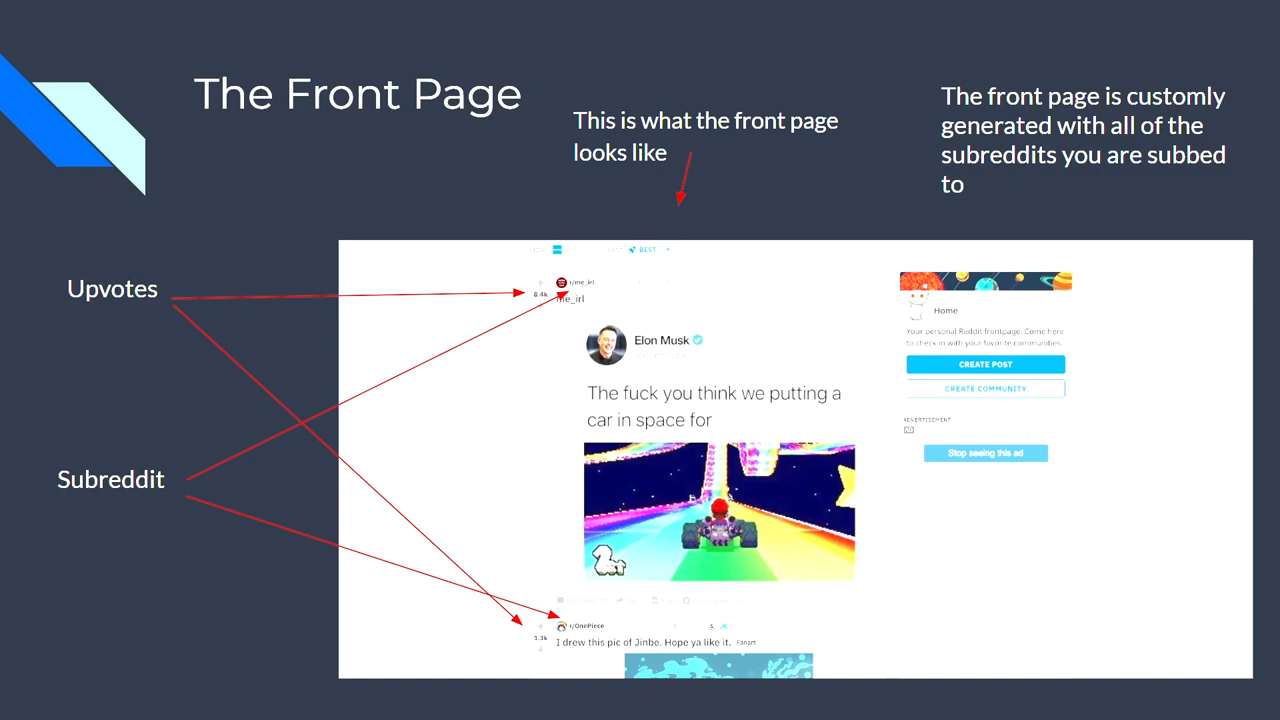 The Front Page
This is what the front page
looks like
The front page is customly
generated with all of the
subreddits you are subbed
to
Upvotes
Subreddit
BEST
r/me_irl
8.4k
me_irl
Elon Musk
The fuck you think we putting a
car in space for
r/OnePiece
1.3k
I drew this pic of Jinbe. Hope ya like it. Fanart
Home
Your personal Reddit frontpage. Come here
to check in with your favorite communities.
CREATE POST
CREATE COMMUNITY
ADVERTISEMENT
Stop seeing this ad